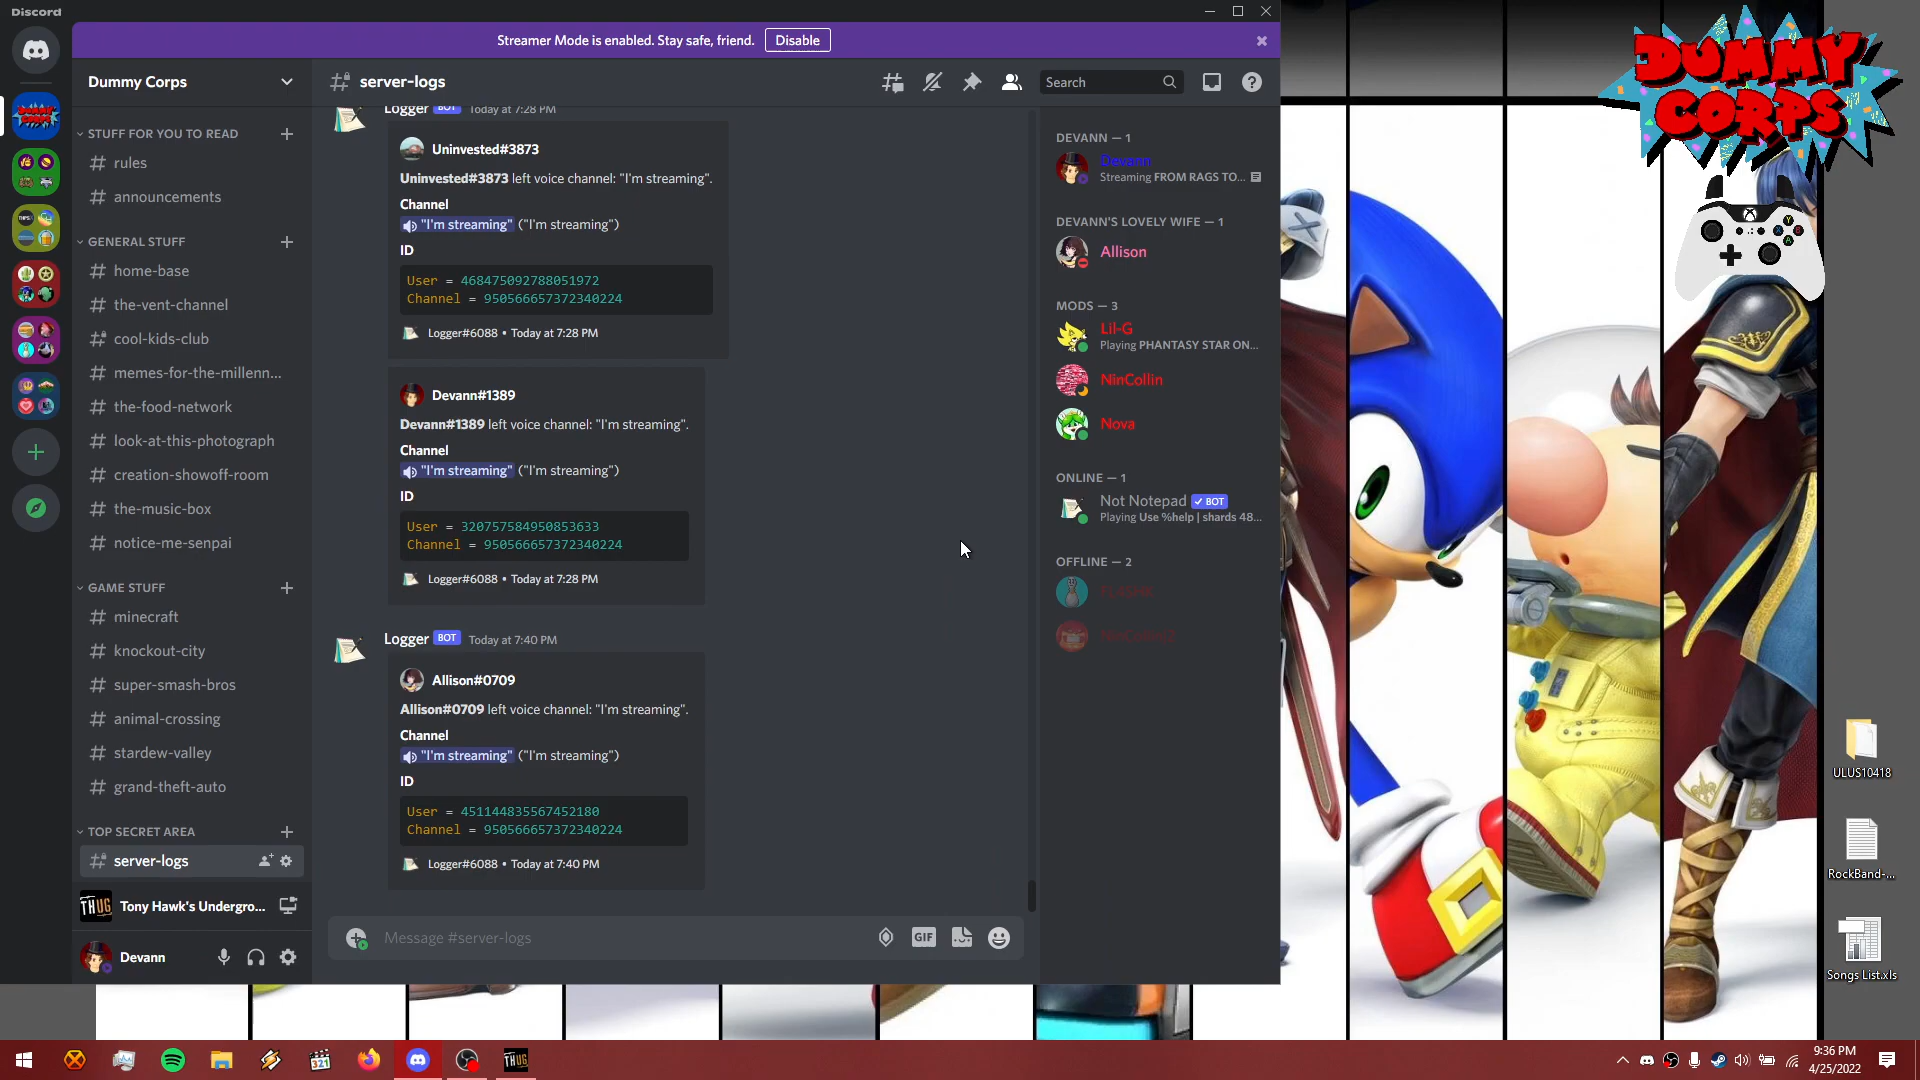 Discord
Streamer Mode is enabled. Stay safe, friend.
Disable
Dummy Corps
STUFF FOR YOU TO READ
rules
announcements
GENERAL STUFF
home-base
the-vent-channel
cool-kids-club
memes-for-the-millenn...
the-food-network
look-at-this-photograph
creation-showoff-room
the-music-box
notice-me-senpai
GAME STUFF
minecraft
knockout-city
super-smash-bros
animal-crossing
stardew-valley
grand-theft-auto
TOP SECRET AREA
server-logs
THUG
Tony Hawk's Undergro...
Devann
server-logs
Search
Logger BOT Today at 7:28 PM
Uninvested#3873
Uninvested#3873 left voice channel: "I'm streaming".
Channel
"I'm streaming" ("I'm streaming")
ID
User = 468475092788051972
Channel = 950566657372340224
Logger#6088 • Today at 7:28 PM
Devann#1389
Devann#1389 left voice channel: "I'm streaming".
Channel
"I'm streaming" ("I'm streaming")
ID
User = 320757584950853633
Channel = 950566657372340224
Logger#6088 • Today at 7:28 PM
Logger BOT Today at 7:40 PM
Allison#0709
Allison#0709 left voice channel: "I'm streaming".
Channel
"I'm streaming" ("I'm streaming")
ID
User = 451144835567452180
Channel = 950566657372340224
Logger#6088 • Today at 7:40 PM
Message #server-logs
GIF
DEVANN — 1
Devann
Streaming FROM RAGS TO...
DEVANN'S LOVELY WIFE — 1
Allison
MODS — 3
Lil-G
Playing PHANTASY STAR ON...
NinCollin
Nova
ONLINE — 1
Not Notepad BOT
Playing Use %help | shards 48...
OFFLINE — 2
DUMMY
CORPS
Y
X
B
A
ULUS10418
RockBand-...
Songs List.xls
321
THUG
9:36 PM
4/25/2022